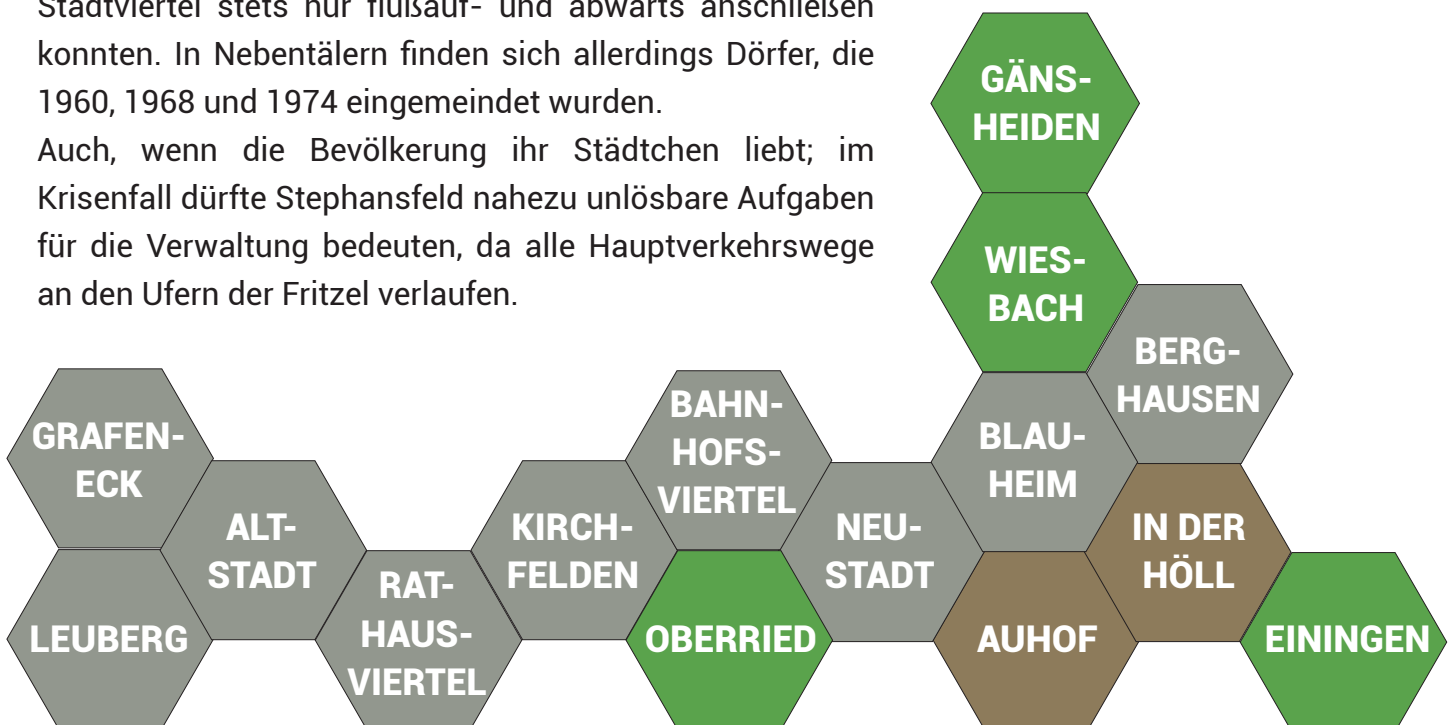 Stadtviertel stets nur flußauf- und abwärts anschließen
konnten. In Nebentälern finden sich allerdings Dörfer, die
1960, 1968 und 1974 eingemeindet wurden.
Auch, wenn die Bevölkerung ihr Städtchen liebt; im
Krisenfall dürfte Stephansfeld nahezu unlösbare Aufgaben
für die Verwaltung bedeuten, da alle Hauptverkehrswege
an den Ufern der Fritzel verlaufen.
GÄNS-
HEIDEN
WIES-
BACH
BERG-
HAUSEN
GRAFEN-
ECK
BAHN-
HOFS-
VIERTEL
BLAU-
HEIM
ALT-
STADT
KIRCH-
FELDEN
NEU-
STADT
IN DER
HÖLL
LEUBERG
RAT-
HAUS-
VIERTEL
OBERRIED
AUHOF
EININGEN